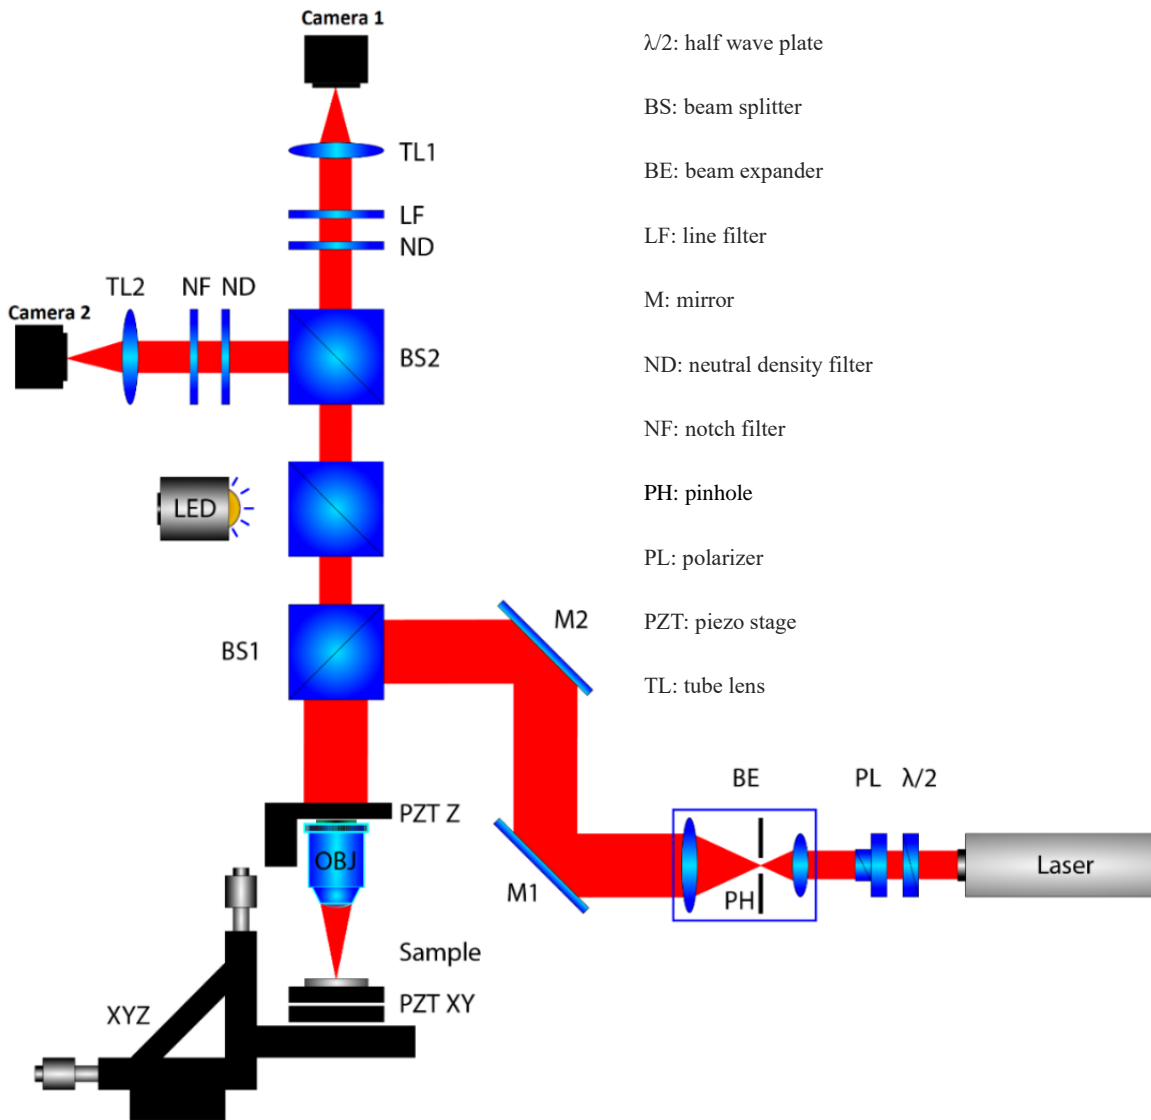 Camera 1
TL1
LF
ND
TL2 NF ND
Camera 2
BS2
LED
BS1
M2
PZT Z
OBJ
BE PL λ/2
M1
PH
Laser
Sample
PZT XY
XYZ
λ/2: half wave plate
BS: beam splitter
BE: beam expander
LF: line filter
M: mirror
ND: neutral density filter
NF: notch filter
PH: pinhole
PL: polarizer
PZT: piezo stage
TL: tube lens